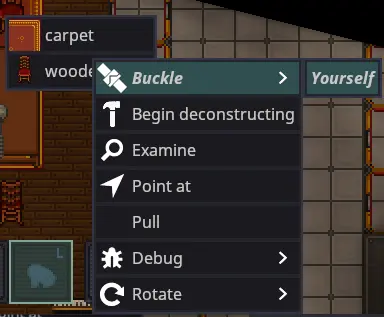 carpet
woode
Buckle
Yourself
Begin deconstructing
Examine
Point at
Pull
Debug
Rotate
L